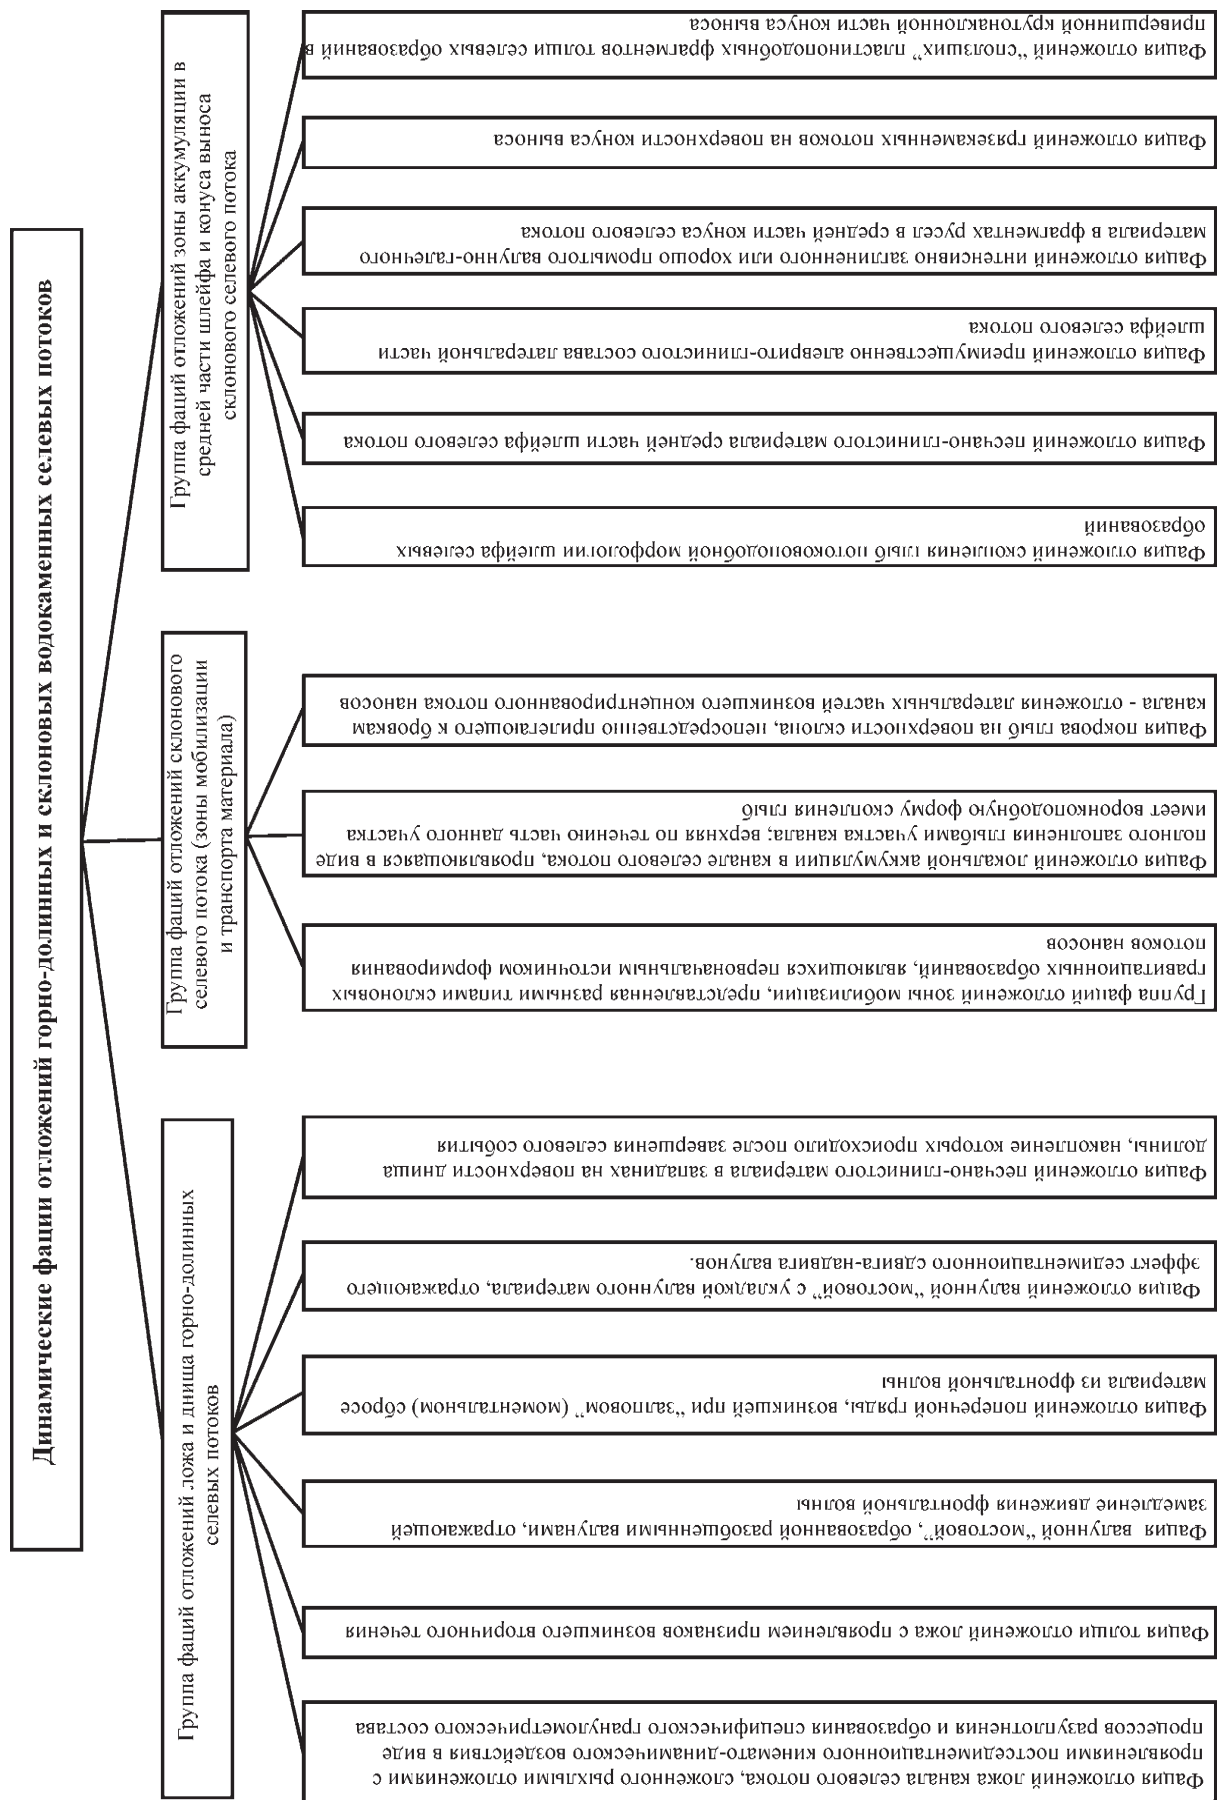 Динамические фации отложений горно-долинных и склоновых водокаменных селевых потоков
Группа фаций отложений ложа и днища горно-долинных
селевых потоков
Фация отложений ложа канала селевого потока, сложенного рыхлыми отложениями с
проявлениями постседиментационного кинемато-динамического воздействия в виде
процессов разуплотнения и образования специфического гранулометрического состава
Фация толщи отложений ложа с проявлением признаков возникшего вторичного течения
Фация валунной “мостовой”, образованной разобщенными валунами, отражающей
замедление движения фронтальной волны
Фация отложений поперечной гряды, возникшей при “залповом” (моментальном) сбросе
материала из фронтальной волны
Фация отложений валунной “мостовой” с укладкой валунного материала, отражающего
эффект седиментационного сдвига-надвига валунов.
Фация отложений песчано-глинистого материала в западинах на поверхности днища
долины, накопление которых происходило после завершения селевого события
Группа фаций отложений склонового
селевого потока (зоны мобилизации
и транспорта материала)
Группа фаций отложений зоны мобилизации, представленная разными типами склоновых
гравитационных образований, являющихся первоначальным источником формирования
потоков наносов
Фация отложений локальной аккумуляции в канале селевого потока, проявляющаяся в виде
полного заполнения глыбами участка канала; верхняя по течению часть данного участка
имеет воронкоподобную форму скопления глыб
Фация покрова глыб на поверхности склона, непосредственно прилегающего к бровкам
канала - отложения латеральных частей возникшего концентрированного потока наносов
Группа фаций отложений зоны аккумуляции в
средней части шлейфа и конуса выноса
склонового селевого потока
Фация отложений скопления глыб потоковоподобной морфологии шлейфа селевых
образований
Фация отложений песчано-глинистого материала средней части шлейфа селевого потока
Фация отложений преимущественно алеврито-глинистого состава латеральной части
шлейфа селевого потока
Фация отложений интенсивно заглиненного или хорошо промытого валунно-галечного
материала в фрагментах русел в средней части конуса селевого потока
Фация отложений грязекаменных потоков на поверхности конуса выноса
Фация отложений “сползших” пластиноподобных фрагментов толщи селевых образований в
привершинной крутонаклонной части конуса выноса